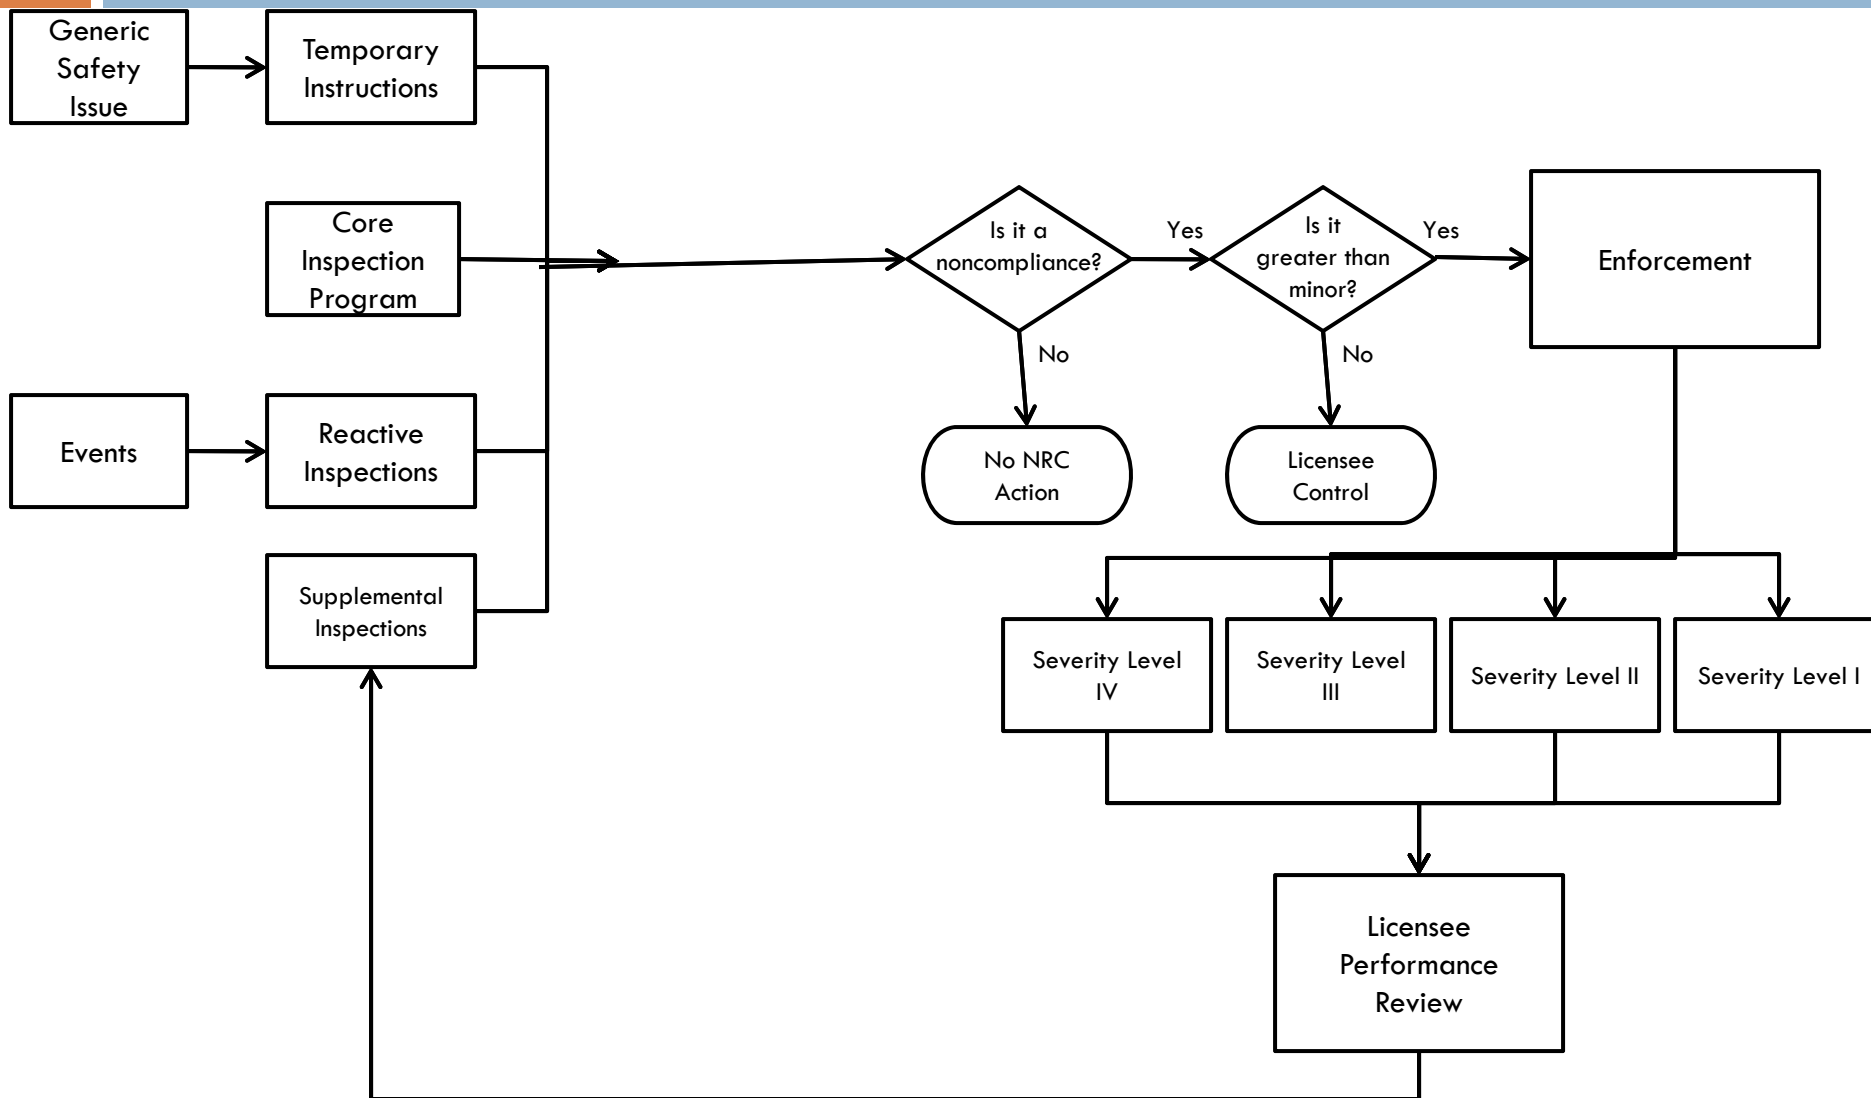 Generic
Safety
Issue
Temporary
Instructions
Core
Inspection
Program
Is it a
noncompliance?
Yes
Is it
greater than
minor?
Yes
Enforcement
No
No
Events
Reactive
Inspections
No NRC
Action
Licensee
Control
Supplemental
Inspections
Severity Level
IV
Severity Level
III
Severity Level II
Severity Level I
Licensee
Performance
Review